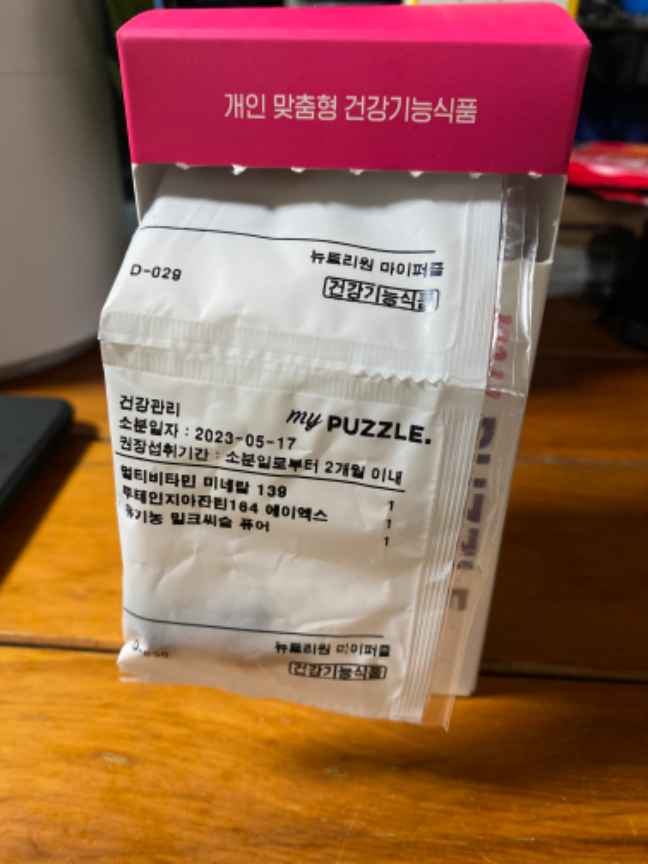 개인 맞춤형 건강기능식품
뉴트리원 마이퍼즐
D-029
건강기능식품
건강관리
my PUZZLE.
소분일자 : 2023-05-17
권장섭취기간 : 소분일로부터 2개월 이내
멀티비타민 미네랄 139 1
루테인지아잔틴164 에이엑스 1
유기농 밀크씨슬 퓨어 1
뉴트리원 마이퍼즐
건강기능식품